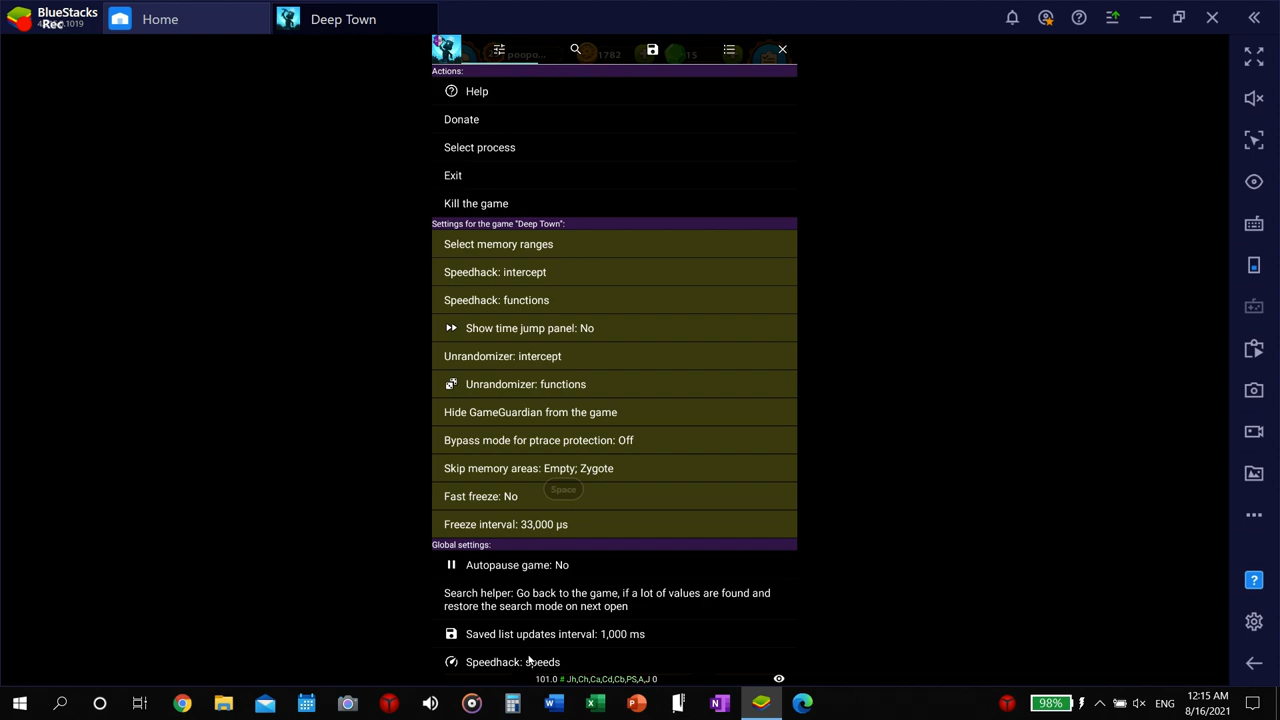 BlueStacks
Rec
Home
Deep Town
1782
15
Actions:
Help
Donate
Select process
Exit
Kill the game
Settings for the game "Deep Town":
Select memory ranges
Speedhack: intercept
Speedhack: functions
Show time jump panel: No
Unrandomizer: intercept
Unrandomizer: functions
Hide GameGuardian from the game
Bypass mode for ptrace protection: Off
Skip memory areas: Empty; Zygote
Space
Fast freeze: No
Freeze interval: 33,000 µs
Global settings:
Autopause game: No
Search helper: Go back to the game, if a lot of values are found and
restore the search mode on next open
Saved list updates interval: 1,000 ms
Speedhack: speeds
101.0 # Jh,Ch,Ca,Cd,Cb,PS,A,J 0
98%
ENG
12:15 AM
8/16/2021